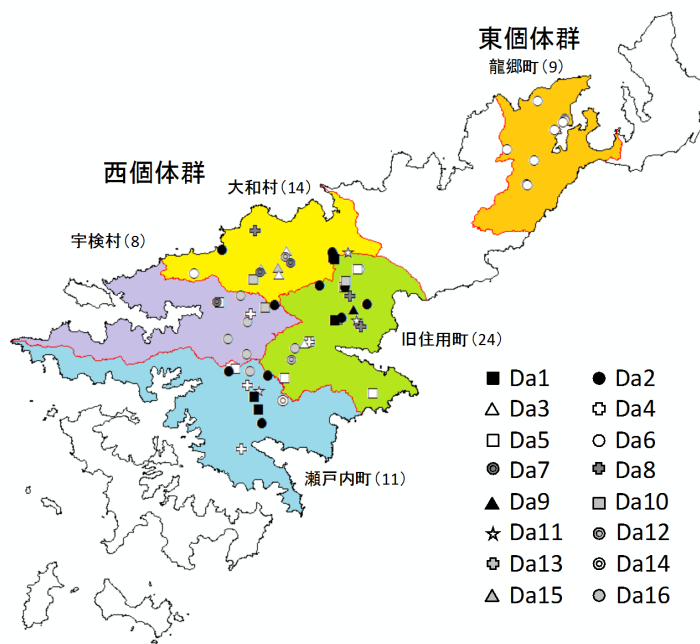 東個体群
龍郷町(9)
西個体群
大和村(14)
宇検村(8)
旧住用町(24)
瀬戸内町(11)
Da1 Da2
Da3 Da4
Da5 Da6
Da7 Da8
Da9 Da10
Da11 Da12
Da13 Da14
Da15 Da16